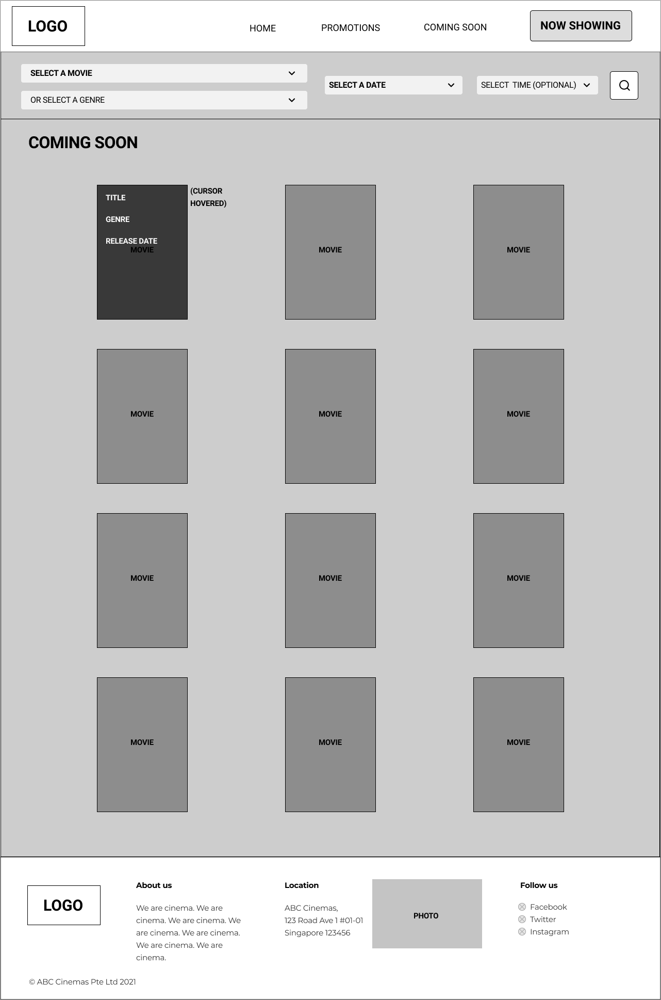 LOGO
HOME
PROMOTIONS
COMING SOON
NOW SHOWING
SELECT A MOVIE
OR SELECT A GENRE
SELECT A DATE
SELECT  TIME (OPTIONAL)
COMING SOON
TITLE
GENRE
RELEASE DATE
MOVIE
(CURSOR
HOVERED)
MOVIE
MOVIE
MOVIE
MOVIE
MOVIE
MOVIE
MOVIE
MOVIE
MOVIE
MOVIE
MOVIE
LOGO
About us
We are cinema. We are
cinema. We are cinema. We
are cinema. We are cinema.
We are cinema. We are
cinema.
Location
ABC Cinemas,
123 Road Ave 1 #01-01
Singapore 123456
PHOTO
Follow us
Facebook
Twitter
Instagram
© ABC Cinemas Pte Ltd 2021